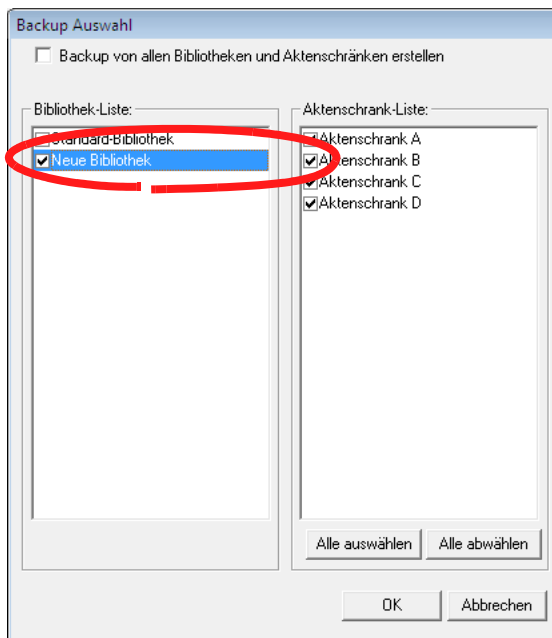 Backup Auswahl
Backup von allen Bibliotheken und Aktenschränken erstellen
Bibliothek-Liste:
Standard-Bibliothek
Neue Bibliothek
Aktenschrank-Liste:
Aktenschrank A
Aktenschrank B
Aktenschrank C
Aktenschrank D
Alle auswählen
Alle abwählen
OK
Abbrechen